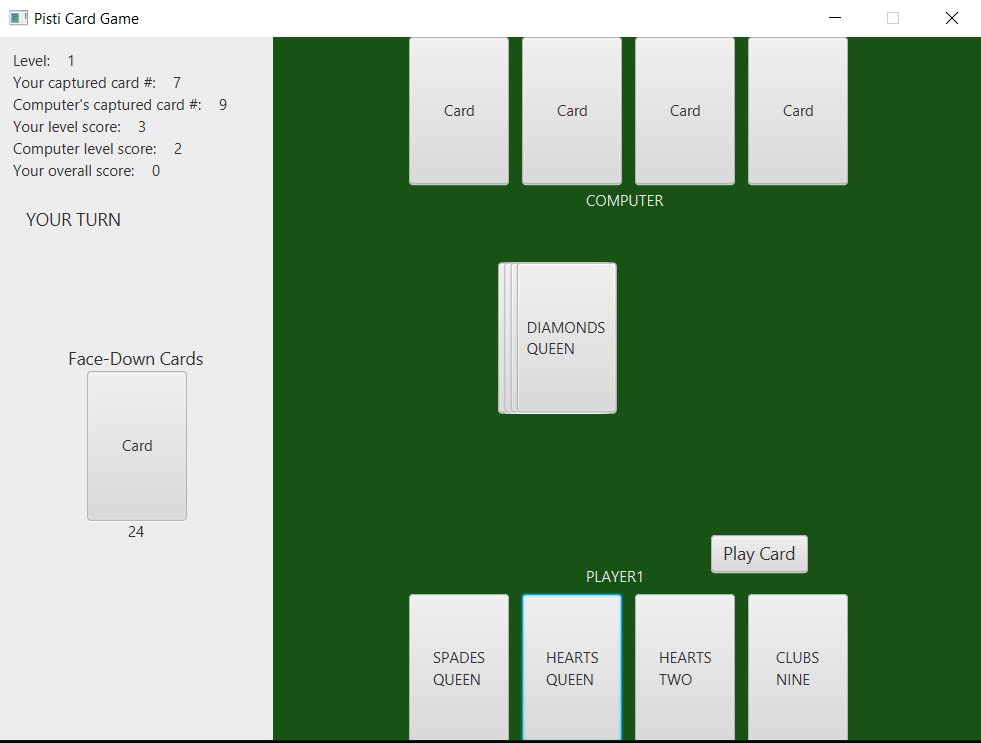 Pisti Card Game
Level: 1
Your captured card #: 7
Computer's captured card #: 9
Your level score: 3
Computer level score: 2
Your overall score: 0
YOUR TURN
Face-Down Cards
Card
24
Card
Card
Card
Card
COMPUTER
DIAMONDS
QUEEN
Play Card
PLAYER1
SPADES
QUEEN
HEARTS
QUEEN
HEARTS
TWO
CLUBS
NINE